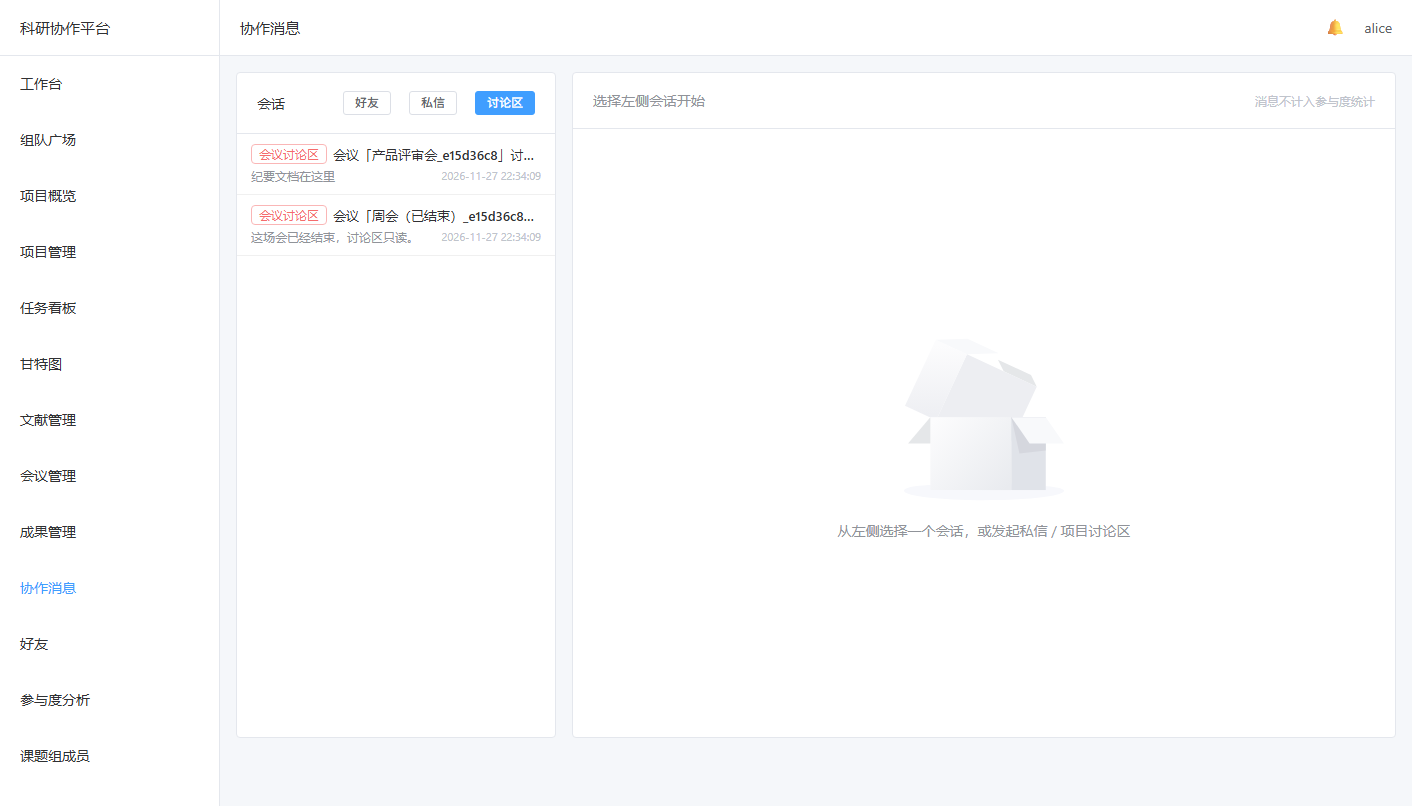 科研协作平台
协作消息
alice
工作台
组队广场
项目概览
项目管理
任务看板
甘特图
文献管理
会议管理
成果管理
协作消息
好友
参与度分析
课题组成员
会话
好友
私信
讨论区
会议讨论区 会议「产品评审会_e15d36c8」讨...
纪要文档在这里 2026-11-27 22:34:09
会议讨论区 会议「周会（已结束）_e15d36c8...
这场会已经结束，讨论区只读。 2026-11-27 22:34:09
选择左侧会话开始
消息不计入参与度统计
从左侧选择一个会话，或发起私信 / 项目讨论区